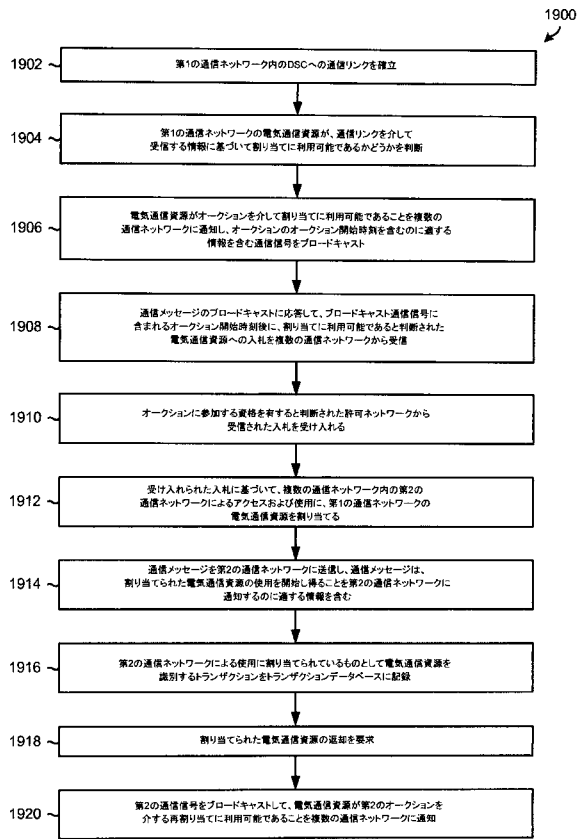 1900
1902
第1の通信ネットワーク内のDSCへの通信リンクを確立
1904
第1の通信ネットワークの電気通信資源が、通信リンクを介して
受信する情報に基づいて割り当てに利用可能であるかどうかを判断
1906
電気通信資源がオークションを介して割り当てに利用可能であることを複数の
通信ネットワークに通知し、オークションのオークション開始時刻を含むのに適する
情報を含む通信信号をブロードキャスト
1908
通信メッセージのブロードキャストに応答して、ブロードキャスト通信信号に
含まれるオークション開始時刻後に、割り当てに利用可能であると判断された
電気通信資源への入札を複数の通信ネットワークから受信
1910
オークションに参加する資格を有すると判断された許可ネットワークから
受信された入札を受け入れる
1912
受け入れられた入札に基づいて、複数の通信ネットワーク内の第2の
通信ネットワークによるアクセスおよび使用に、第1の通信ネットワークの
電気通信資源を割り当てる
1914
通信メッセージを第2の通信ネットワークに送信し、通信メッセージは、
割り当てられた電気通信資源の使用を開始し得ることを第2の通信ネットワークに
通知するのに適する情報を含む
1916
第2の通信ネットワークによる使用に割り当てられているものとして電気通信資源を
識別するトランザクションをトランザクションデータベースに記録
1918
割り当てられた電気通信資源の返却を要求
1920
第2の通信信号をブロードキャストして、電気通信資源が第2のオークションを
介する再割り当てに利用可能であることを複数の通信ネットワークに通知